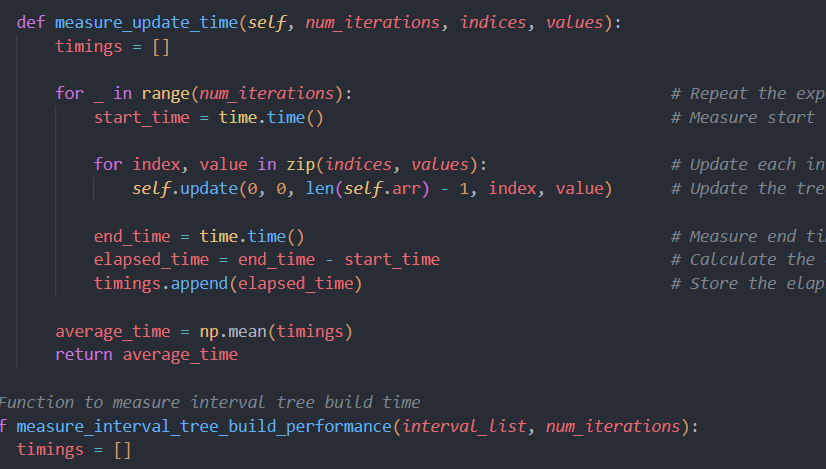 def measure_update_time(self, num_iterations, indices, values):
timings = []
for _ in range(num_iterations): # Repeat the exp
start_time = time.time() # Measure start
for index, value in zip(indices, values): # Update each in
self.update(0, 0, len(self.arr) - 1, index, value) # Update the tre
end_time = time.time() # Measure end ti
elapsed_time = end_time - start_time # Calculate the
timings.append(elapsed_time) # Store the elap
average_time = np.mean(timings)
return average_time
Function to measure interval tree build time
f measure_interval_tree_build_performance(interval_list, num_iterations):
timings = []